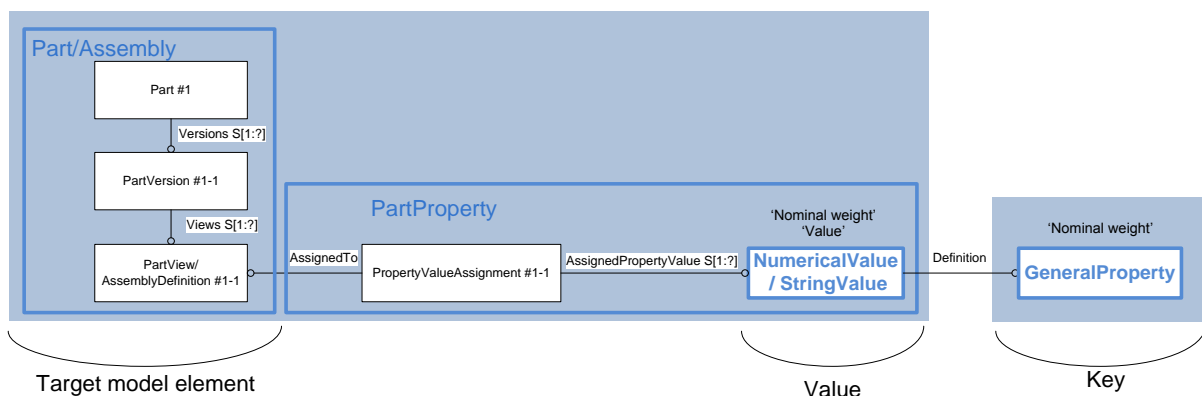 Part/Assembly
Part #1
Versions S[1:?]
PartVersion #1-1
Views S[1:?]
PartView/
AssemblyDefinition #1-1
AssignedTo
PartProperty
PropertyValueAssignment #1-1
AssignedPropertyValue S[1:?]
‘Nominal weight’
‘Value’
NumericalValue
/ StringValue
Definition
‘Nominal weight’
GeneralProperty
Target model element
Value
Key